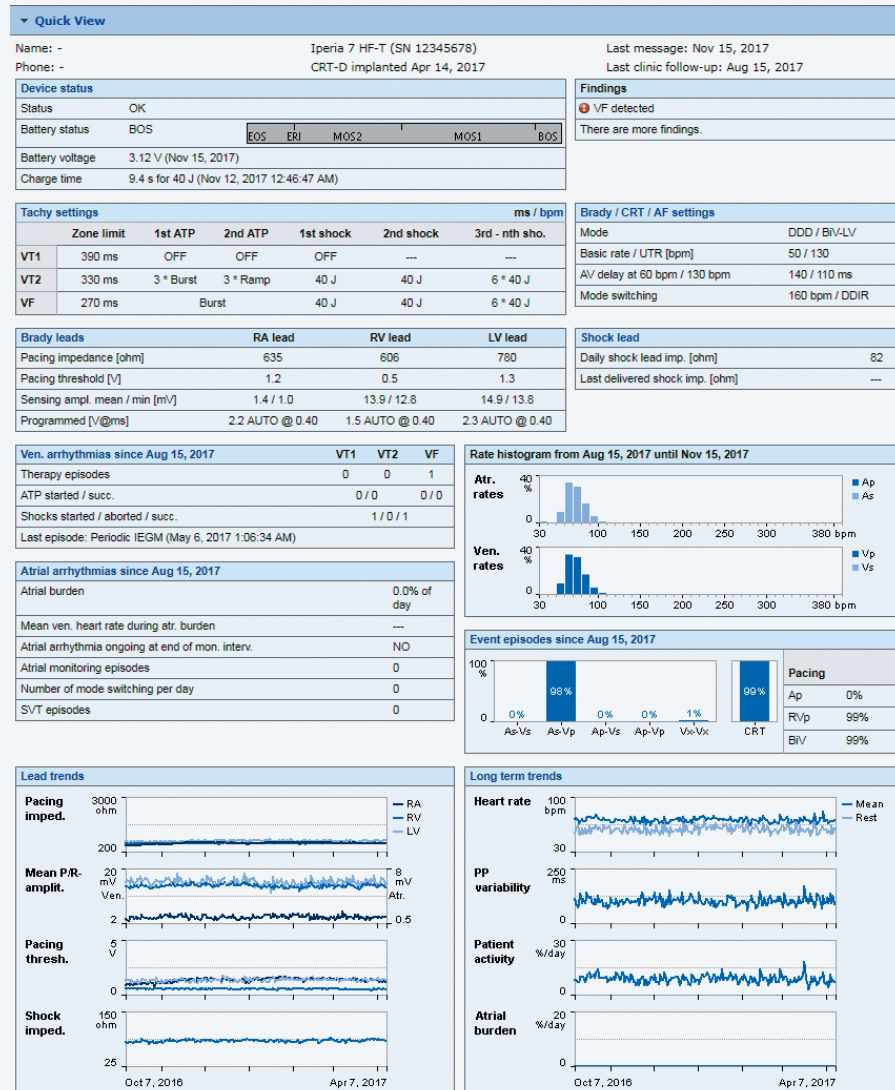 Quick View
Name: -
Iperia 7 HF-T (SN 12345678)
Last message: Nov 15, 2017
Phone: -
CRT-D implanted Apr 14, 2017
Last clinic follow-up: Aug 15, 2017
Device status
Status OK
Battery status BOS
EOS ERI MOS2 MOS1 BOS
Battery voltage 3.12 V (Nov 15, 2017)
Charge time 9.4 s for 40 J (Nov 12, 2017 12:46:47 AM)
Findings
VF detected
There are more findings.
Tachy settings ms / bpm
Zone limit 1st ATP 2nd ATP 1st shock 2nd shock 3rd - nth sho.
VT1 390 ms OFF OFF OFF --- ---
VT2 330 ms 3 * Burst 3 * Ramp 40 J 40 J 6 * 40 J
VF 270 ms Burst 40 J 40 J 6 * 40 J
Brady / CRT / AF settings
Mode DDD / BiV-LV
Basic rate / UTR [bpm] 50 / 130
AV delay at 60 bpm / 130 bpm 140 / 110 ms
Mode switching 160 bpm / DDIR
Brady leads RA lead RV lead LV lead
Pacing impedance [ohm] 635 606 780
Pacing threshold [V] 1.2 0.5 1.3
Sensing ampl. mean / min [mV] 1.4 / 1.0 13.9 / 12.8 14.9 / 13.8
Programmed [V@ms] 2.2 AUTO @ 0.40 1.5 AUTO @ 0.40 2.3 AUTO @ 0.40
Shock lead
Daily shock lead imp. [ohm] 82
Last delivered shock imp. [ohm] ---
Ven. arrhythmias since Aug 15, 2017 VT1 VT2 VF
Therapy episodes 0 0 1
ATP started / succ. 0 / 0 0 / 0
Shocks started / aborted / succ. 1 / 0 / 1
Last episode: Periodic IEGM (May 6, 2017 1:06:34 AM)
Atrial arrhythmias since Aug 15, 2017
Atrial burden 0.0% of
day
Mean ven. heart rate during atr. burden ---
Atrial arrhythmia ongoing at end of mon. interv. NO
Atrial monitoring episodes 0
Number of mode switching per day 0
SVT episodes 0
Rate histogram from Aug 15, 2017 until Nov 15, 2017
Atr.
rates
40
%
0
30 100 150 200 250 300 380 bpm
Ap
As
Ven.
rates
40
%
0
30 100 150 200 250 300 380 bpm
Vp
Vs
Event episodes since Aug 15, 2017
100
%
0
0% 98% 0% 0% 1% 99%
As-Vs As-Vp Ap-Vs Ap-Vp Vx-Vx CRT
Pacing
Ap 0%
RVp 99%
BiV 99%
Lead trends
Pacing
imped.
3000
ohm
200
RA
RV
LV
Mean P/R-
amplit.
20
mV
Ven.
2
8
mV
Atr.
0.5
Pacing
thresh.
5
V
0
Shock
imped.
150
ohm
25
Oct 7, 2016 Apr 7, 2017
Long term trends
Heart rate
100
bpm
30
Mean
Rest
PP
variability
250
ms
0
Patient
activity
30
%/day
0
Atrial
burden
20
%/day
0
Oct 7, 2016 Apr 7, 2017